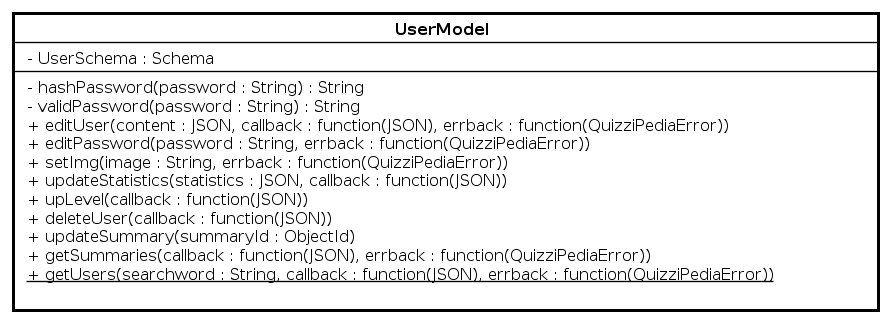 UserModel
- UserSchema : Schema
- hashPassword(password : String) : String
- validPassword(password : String) : String
+ editUser(content : JSON, callback : function(JSON), errback : function(QuizziPediaError))
+ editPassword(password : String, errback : function(QuizziPediaError))
+ setImg(image : String, errback : function(QuizziPediaError))
+ updateStatistics(statistics : JSON, callback : function(JSON))
+ upLevel(callback : function(JSON))
+ deleteUser(callback : function(JSON))
+ updateSummary(summaryId : ObjectId)
+ getSummaries(callback : function(JSON), errback : function(QuizziPediaError))
+ getUsers(searchword : String, callback : function(JSON), errback : function(QuizziPediaError))